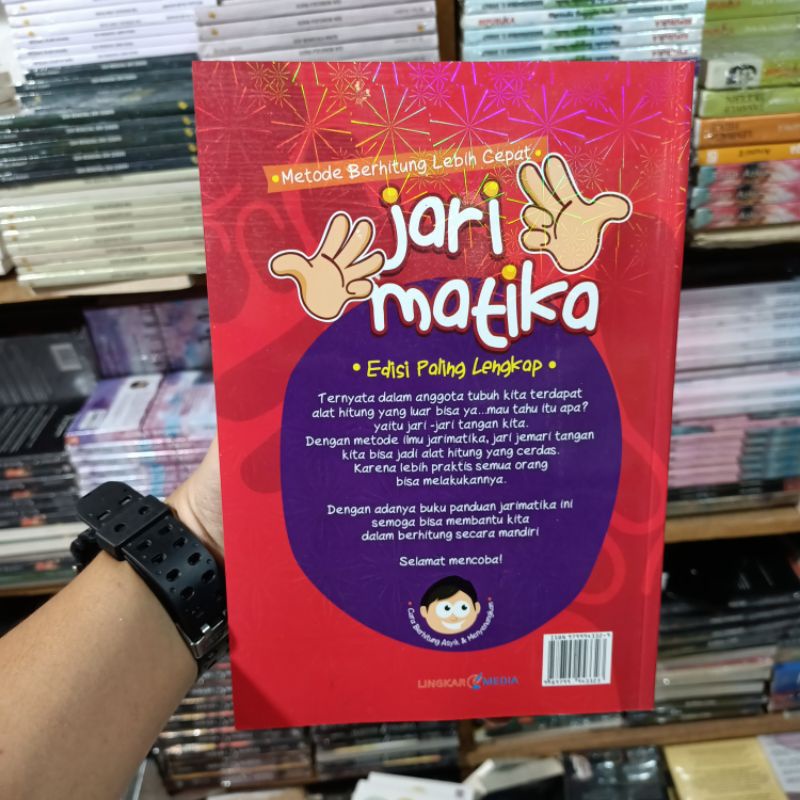 • Metode Berhitung Lebih Cepat •
jari
matika
• Edisi Paling Lengkap •
Ternyata dalam anggota tubuh kita terdapat
alat hitung yang luar bisa ya...mau tahu itu apa?
yaitu jari -jari tangan kita.
Dengan metode ilmu jarimatika, jari jemari tangan
kita bisa jadi alat hitung yang cerdas.
Karena lebih praktis semua orang
bisa melakukannya.
Dengan adanya buku panduan jarimatika ini
semoga bisa membantu kita
dalam berhitung secara mandiri
Selamat mencoba!
• Cara Berhitung Asyik & Menyenangkan •
LINGKAR MEDIA